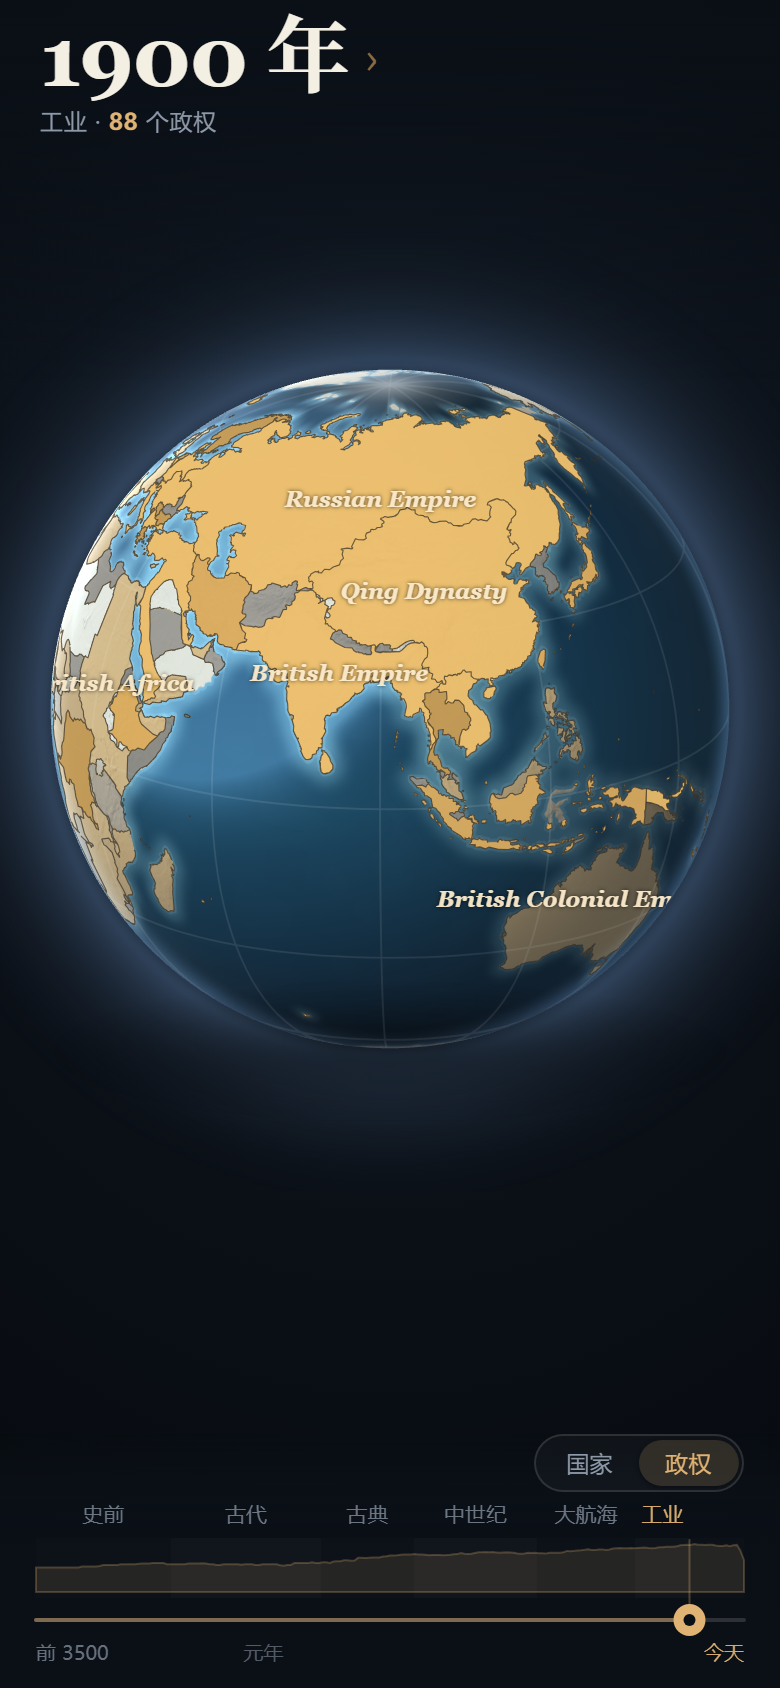 1900 年 ›
工业 · 88 个政权
Russian Empire
Qing Dynasty
British Empire
ritish Africa
British Colonial Em
国家 政权
史前 古代 古典 中世纪 大航海 工业
前 3500 元年 今天